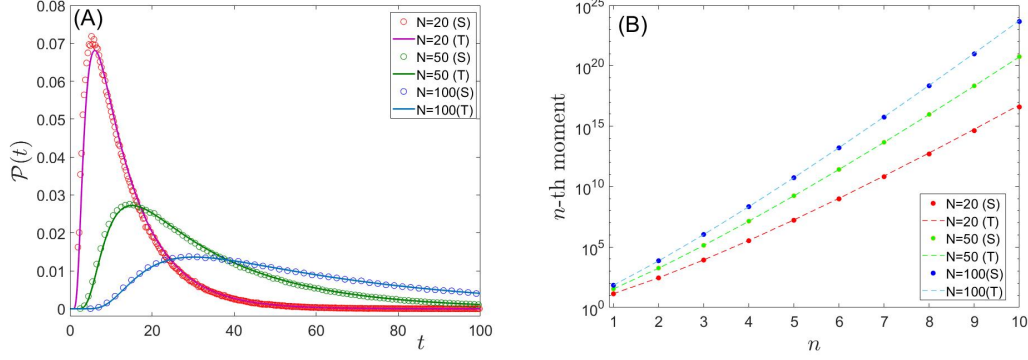 (A)
0.08
0.07
0.06
0.05
0.04
0.03
0.02
0.01
0
P(t)
0 20 40 60 80 100
t
N=20 (S)
N=20 (T)
N=50 (S)
N=50 (T)
N=100(S)
N=100(T)
(B)
10^25
10^20
10^15
10^10
10^5
10^0
n-th moment
1 2 3 4 5 6 7 8 9 10
n
N=20 (S)
N=20 (T)
N=50 (S)
N=50 (T)
N=100(S)
N=100(T)